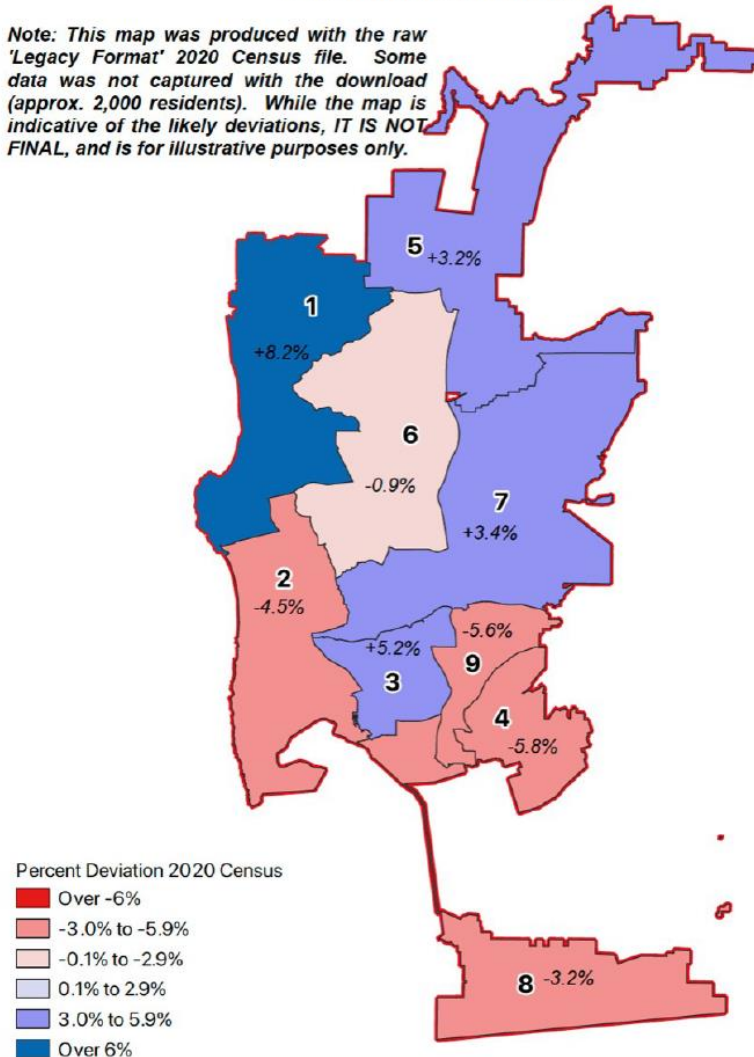 Note: This map was produced with the raw
'Legacy Format' 2020 Census file. Some
data was not captured with the download
(approx. 2,000 residents). While the map is
indicative of the likely deviations, IT IS NOT
FINAL, and is for illustrative purposes only.
5
+3.2%
1
+8.2%
6
-0.9%
7
+3.4%
2
-4.5%
+5.2%
3
-5.6%
9
4
-5.8%
8 -3.2%
Percent Deviation 2020 Census
Over -6%
-3.0% to -5.9%
-0.1% to -2.9%
0.1% to 2.9%
3.0% to 5.9%
Over 6%